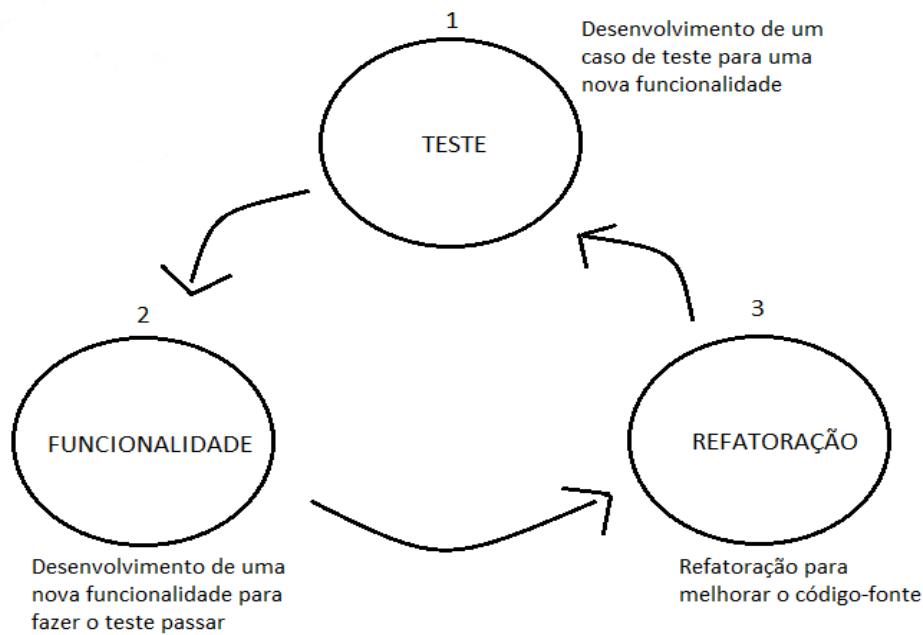 1
Desenvolvimento de um
caso de teste para uma
nova funcionalidade
TESTE
2
FUNCIONALIDADE
Desenvolvimento de uma
nova funcionalidade para
fazer o teste passar
3
REFATORAÇÃO
Refatoração para
melhorar o código-fonte